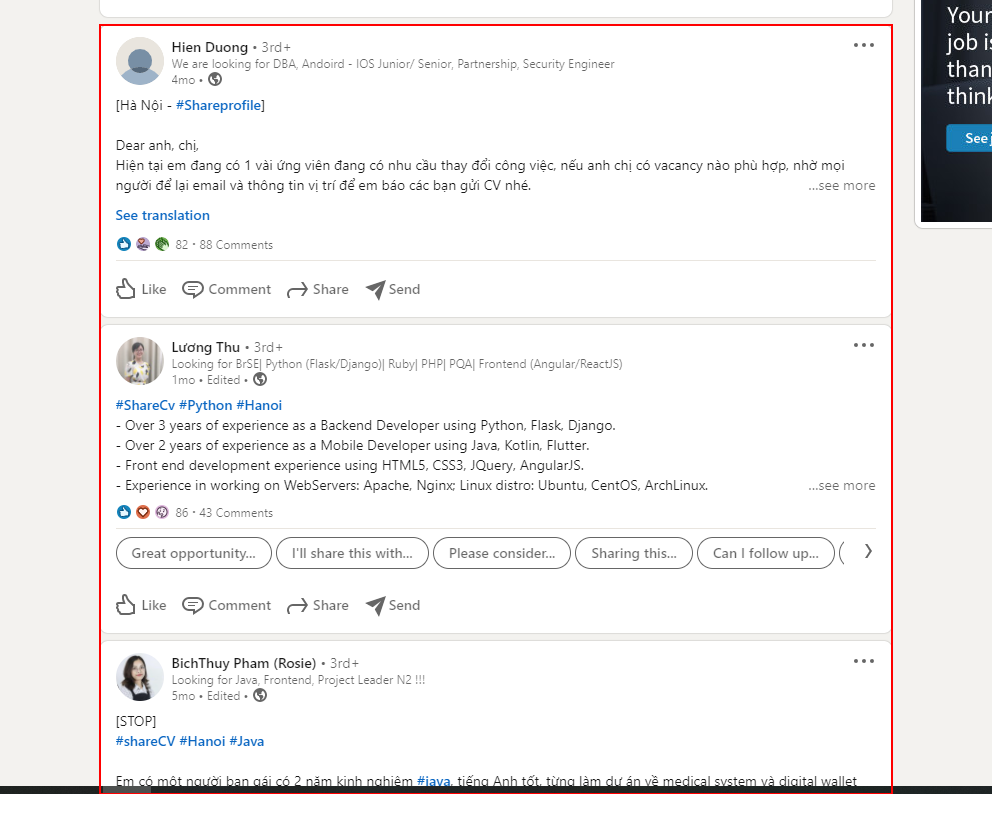 Your
job is
than
think
See j
Hien Duong • 3rd+
We are looking for DBA, Andoird - IOS Junior/ Senior, Partnership, Security Engineer
4mo •
[Hà Nội - #Shareprofile]
Dear anh, chị,
Hiện tại em đang có 1 vài ứng viên đang có nhu cầu thay đổi công việc, nếu anh chị có vacancy nào phù hợp, nhờ mọi
người để lại email và thông tin vị trí để em báo các bạn gửi CV nhé. ...see more
See translation
82 · 88 Comments
Like Comment Share Send
Lương Thu • 3rd+
Looking for BrSE| Python (Flask/Django)| Ruby| PHP| PQA| Frontend (Angular/ReactJS)
1mo • Edited •
#ShareCv #Python #Hanoi
- Over 3 years of experience as a Backend Developer using Python, Flask, Django.
- Over 2 years of experience as a Mobile Developer using Java, Kotlin, Flutter.
- Front end development experience using HTML5, CSS3, JQuery, AngularJS.
- Experience in working on WebServers: Apache, Nginx; Linux distro: Ubuntu, CentOS, ArchLinux. ...see more
86 · 43 Comments
Great opportunity... I'll share this with... Please consider... Sharing this... Can I follow up...
Like Comment Share Send
BichThuy Pham (Rosie) • 3rd+
Looking for Java, Frontend, Project Leader N2 !!!
5mo • Edited •
[STOP]
#shareCV #Hanoi #Java
Em có một người bạn gái có 2 năm kinh nghiệm #java, tiếng Anh tốt, từng làm dự án về medical system và digital wallet